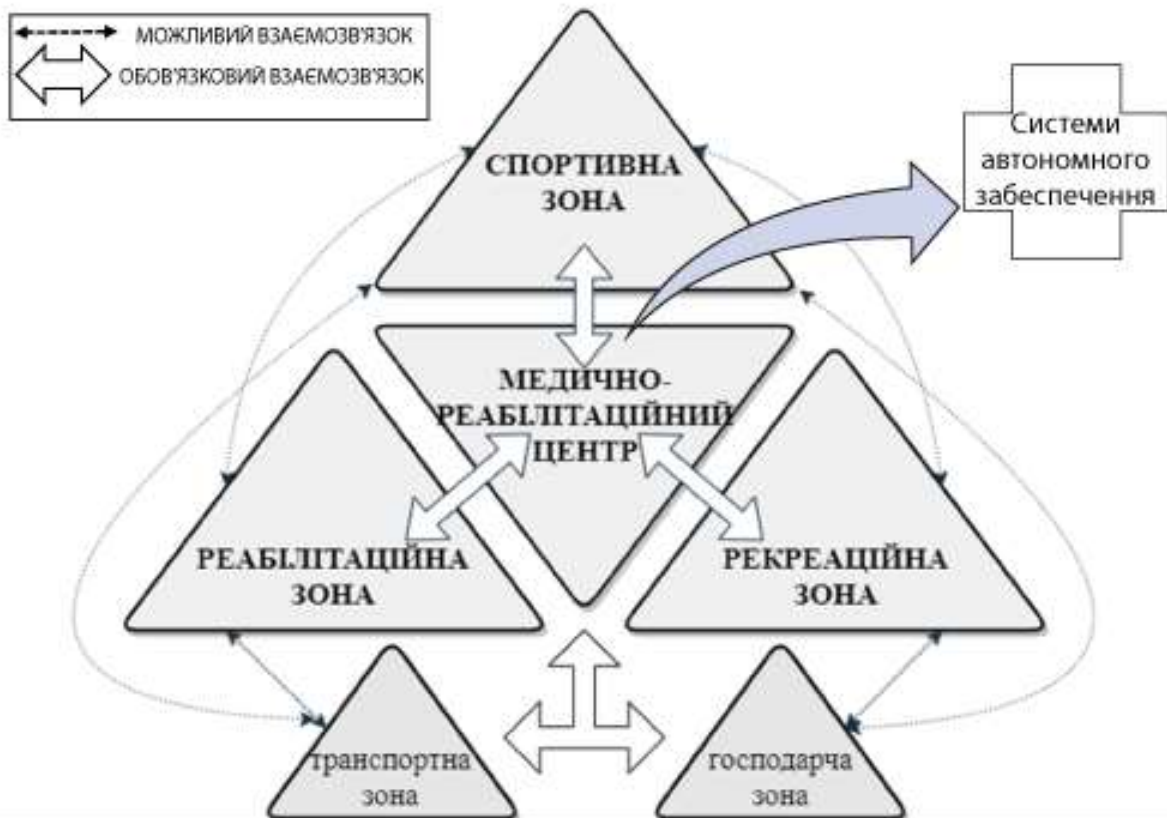 МОЖЛИВИЙ ВЗАЄМОЗВ'ЯЗОК
ОБОВ'ЯЗКОВИЙ ВЗАЄМОЗВ'ЯЗОК
СПОРТИВНА
ЗОНА
Системи
автономного
забеспечення
МЕДИЧНО-
РЕАБІЛІТАЦІЙНИЙ
ЦЕНТР
РЕАБІЛІТАЦІЙНА
ЗОНА
РЕКРЕАЦІЙНА
ЗОНА
транспортна
зона
господарча
зона